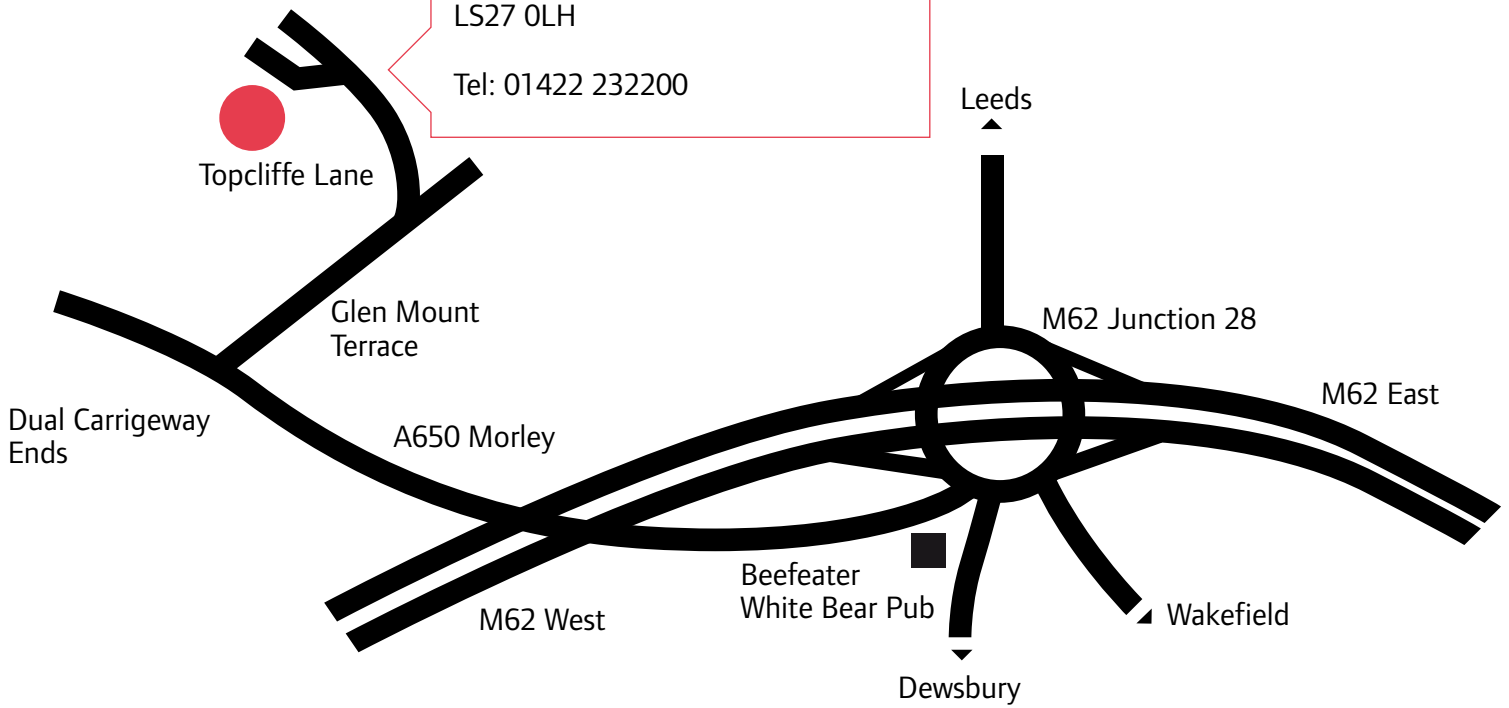 LS27 0LH
Tel: 01422 232200
Leeds
Topcliffe Lane
Glen Mount
Terrace
M62 Junction 28
M62 East
Dual Carrigeway
Ends
A650 Morley
Beefeater
White Bear Pub
M62 West
Wakefield
Dewsbury